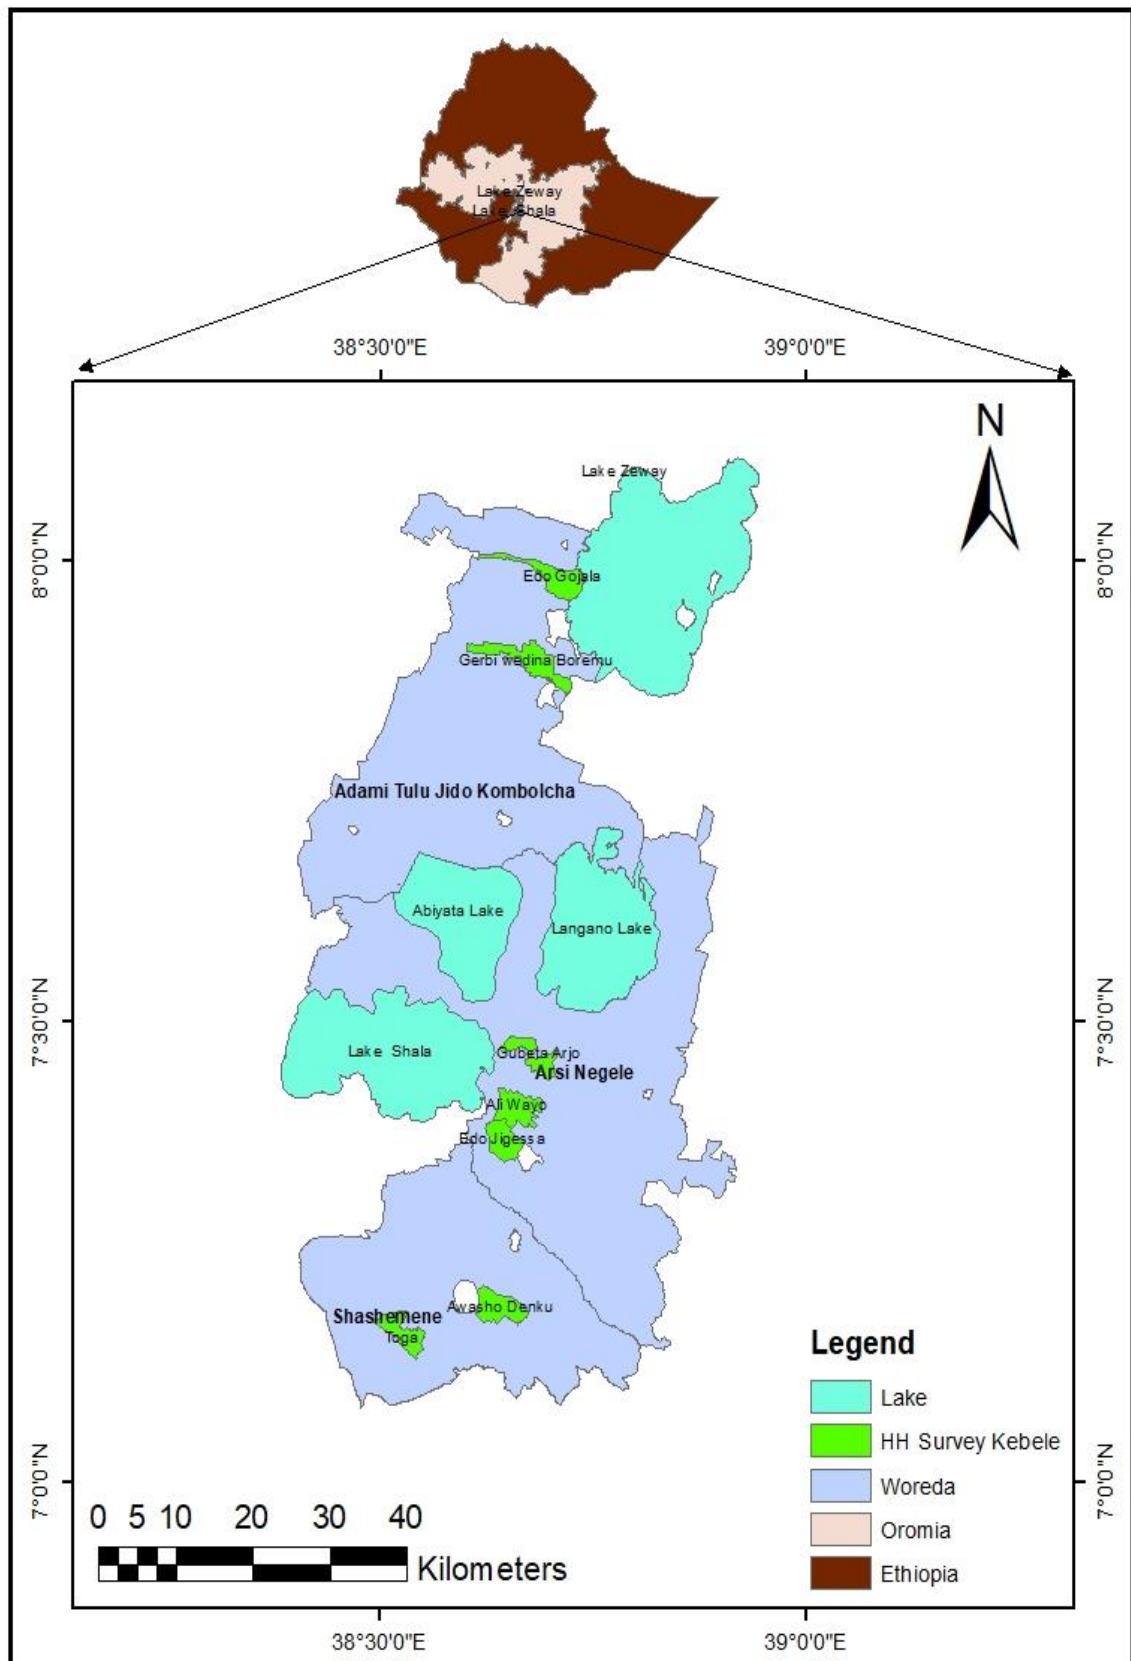 Lake Zeway
Lake Shala
38°30'0"E
39°0'0"E
N
Lake Zeway
8°0'0"N
8°0'0"N
Edo Gojala
Gerbi wedina Boremu
Adami Tulu Jido Kombolcha
Abiyata Lake
Langano Lake
7°30'0"N
7°30'0"N
Lake Shala
Gubeta Arjo
Arsi Negele
Ali Wayo
Edo Jigessa
Awasho Denku
Shashemene
Toga
Legend
Lake
HH Survey Kebele
Woreda
Oromia
Ethiopia
7°0'0"N
7°0'0"N
0 5 10 20 30 40
Kilometers
38°30'0"E
39°0'0"E